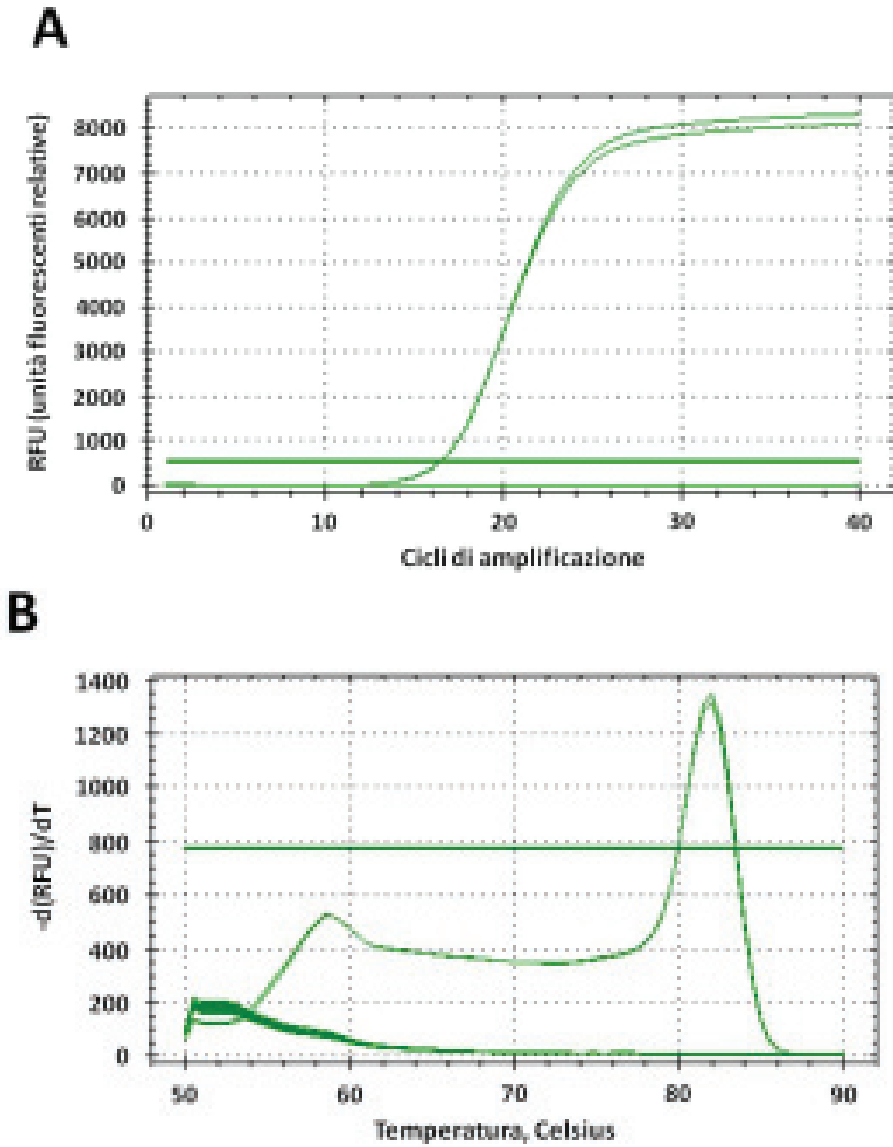 A
RFU (unità fluorescenti relative)
8000
7000
6000
5000
4000
3000
2000
1000
0
0 10 20 30 40
Cicli di amplificazione
B
-d(RFU)/dT
1400
1200
1000
800
600
400
200
0
50 60 70 80 90
Temperatura, Celsius